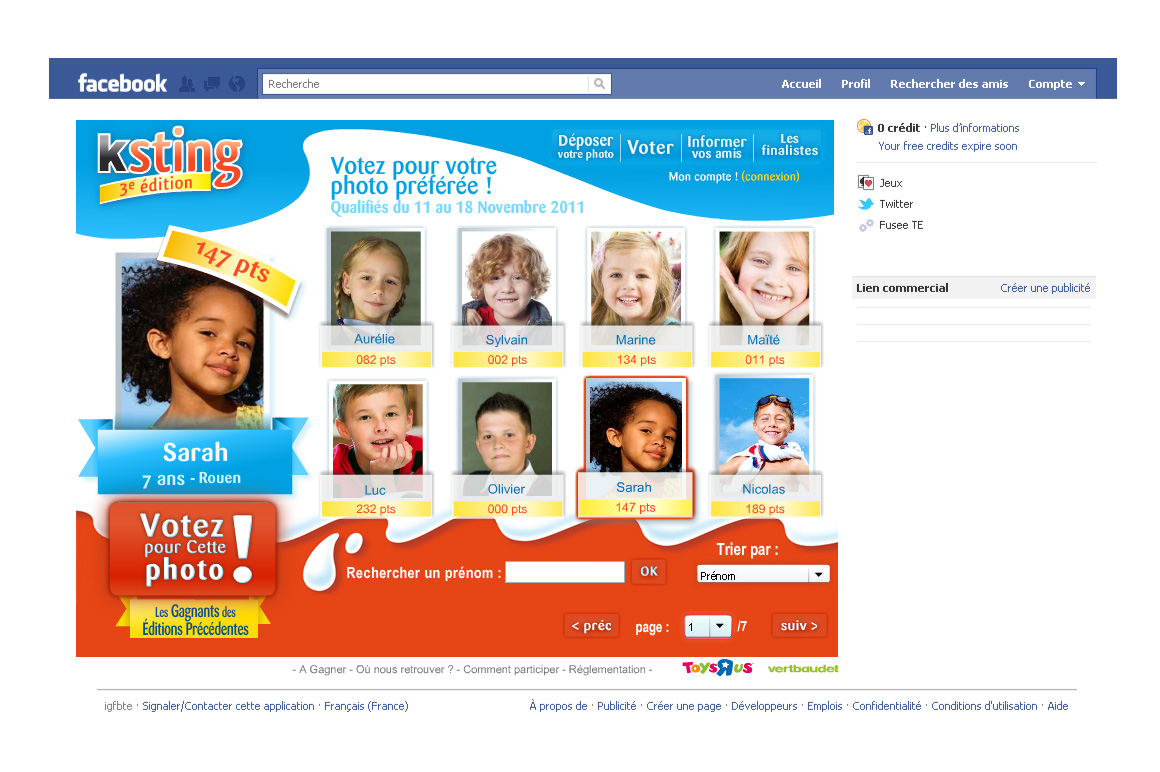 facebook
Recherche
Accueil Profil Rechercher des amis Compte
ksting
3e édition
Votez pour votre
photo préférée !
Qualifiés du 11 au 18 Novembre 2011
Déposer
votre photo
Voter
Informer
vos amis
Les
finalistes
Mon compte ! (connexion)
0 crédit · Plus d'informations
Your free credits expire soon
Jeux
Twitter
Fusee TE
Lien commercial Créer une publicité
147 pts
Sarah
7 ans - Rouen
Votez
pour Cette
photo !
Les Gagnants des
Éditions Précédentes
Aurélie
082 pts
Sylvain
002 pts
Marine
134 pts
Maïté
011 pts
Luc
232 pts
Olivier
000 pts
Sarah
147 pts
Nicolas
189 pts
Rechercher un prénom : OK
Trier par :
Prénom
< préc page : 1 /7 suiv >
- A Gagner - Où nous retrouver ? - Comment participer - Réglementation -
ToysRUs vertbaudet
igfbte · Signaler/Contacter cette application · Français (France)
À propos de · Publicité · Créer une page · Développeurs · Emplois · Confidentialité · Conditions d'utilisation · Aide